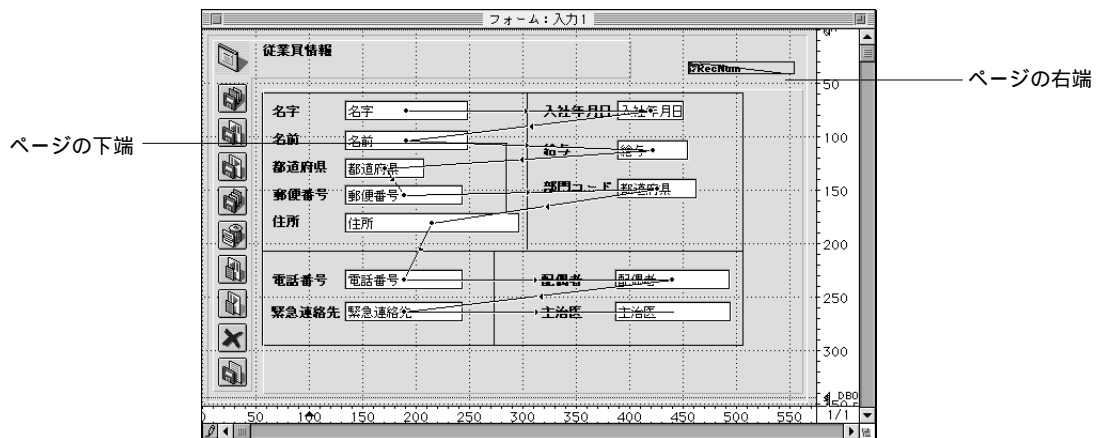 フォーム：入力1
従業員情報
vRecNum
ページの右端
50
名字 名字 入社年月日 入社年月日
100
名前 名前
ページの下端
給与 給与
都道府県 都道府県
郵便番号 郵便番号 部門コード 都道府県
150
住所 住所
200
電話番号 電話番号 配偶者 配偶者
250
緊急連絡先 緊急連絡先 主治医 主治医
300
DB0
0 50 100 150 200 250 300 350 400 450 500 550 1/1